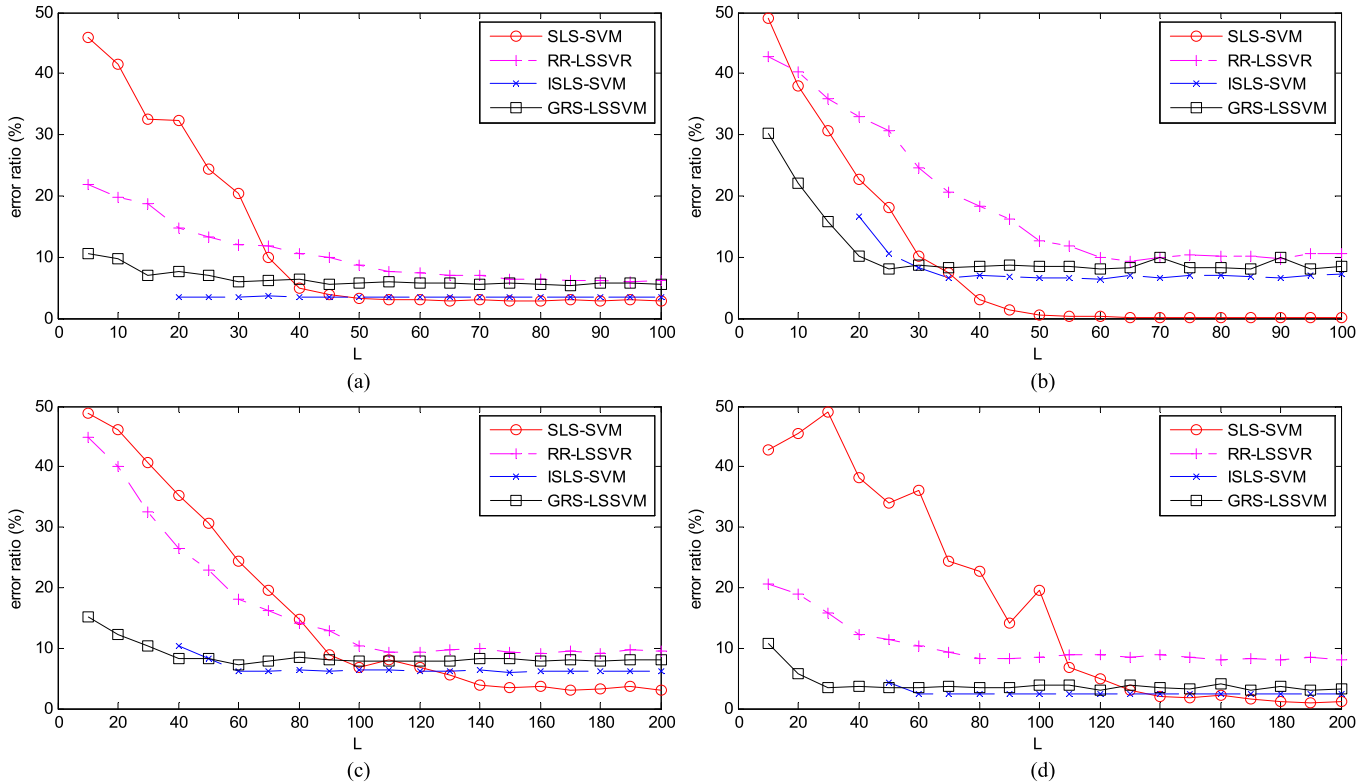 50
40
30
20
10
0
error ratio (%)
SLS-SVM
RR-LSSVR
ISLS-SVM
GRS-LSSVM
0 10 20 30 40 50 60 70 80 90 100
L
(a)
50
40
30
20
10
0
error ratio (%)
SLS-SVM
RR-LSSVR
ISLS-SVM
GRS-LSSVM
0 10 20 30 40 50 60 70 80 90 100
L
(b)
50
40
30
20
10
0
error ratio (%)
SLS-SVM
RR-LSSVR
ISLS-SVM
GRS-LSSVM
0 20 40 60 80 100 120 140 160 180 200
L
(c)
50
40
30
20
10
0
error ratio (%)
SLS-SVM
RR-LSSVR
ISLS-SVM
GRS-LSSVM
0 20 40 60 80 100 120 140 160 180 200
L
(d)